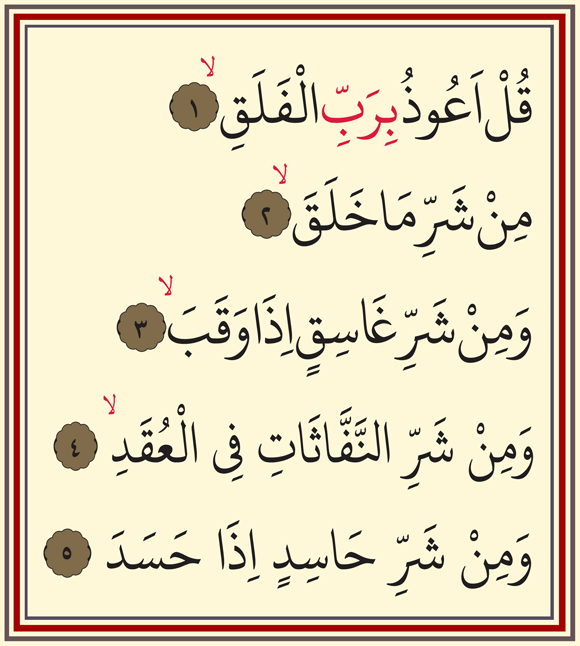 قُلْ اَعُوذُ بِرَبِّ الْفَلَقِ ۙ ﴿١﴾
مِنْ شَرِّ مَا خَلَقَ ۙ ﴿٢﴾
وَمِنْ شَرِّ غَاسِقٍ اِذَا وَقَبَ ۙ ﴿٣﴾
وَمِنْ شَرِّ النَّفَّاثَاتِ فِى الْعُقَدِ ۙ ﴿٤﴾
وَمِنْ شَرِّ حَاسِدٍ اِذَا حَسَدَ ﴿٥﴾